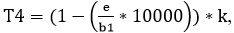 T4 = (1 − (e/b1 * 10000)) * k,